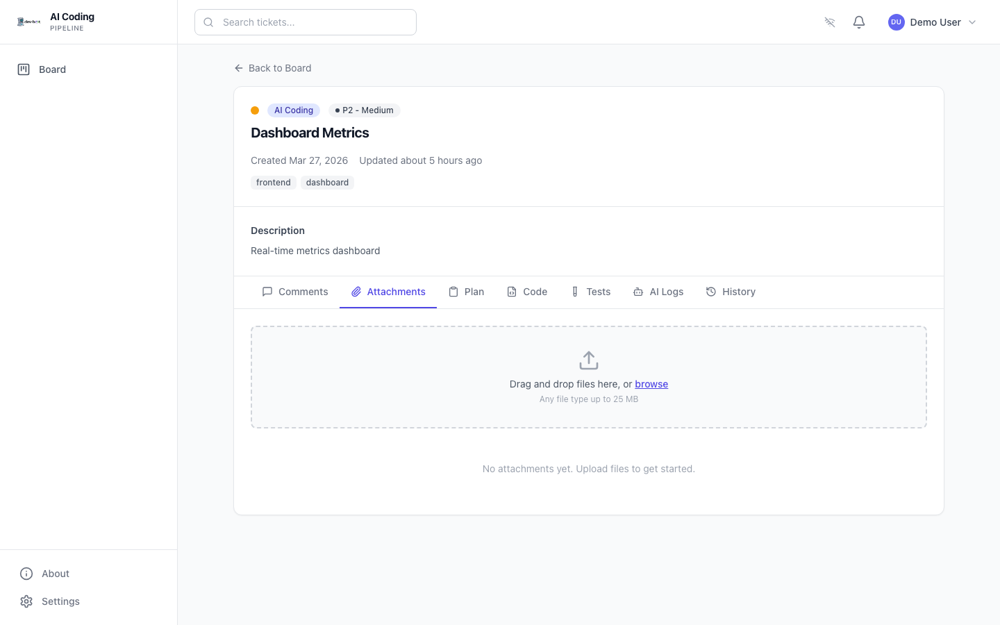 dev-bot
AI Coding
PIPELINE
Search tickets...
DU
Demo User
Board
Back to Board
AI Coding
P2 - Medium
Dashboard Metrics
Created Mar 27, 2026 Updated about 5 hours ago
frontend dashboard
Description
Real-time metrics dashboard
Comments Attachments Plan Code Tests AI Logs History
Drag and drop files here, or browse
Any file type up to 25 MB
No attachments yet. Upload files to get started.
About
Settings